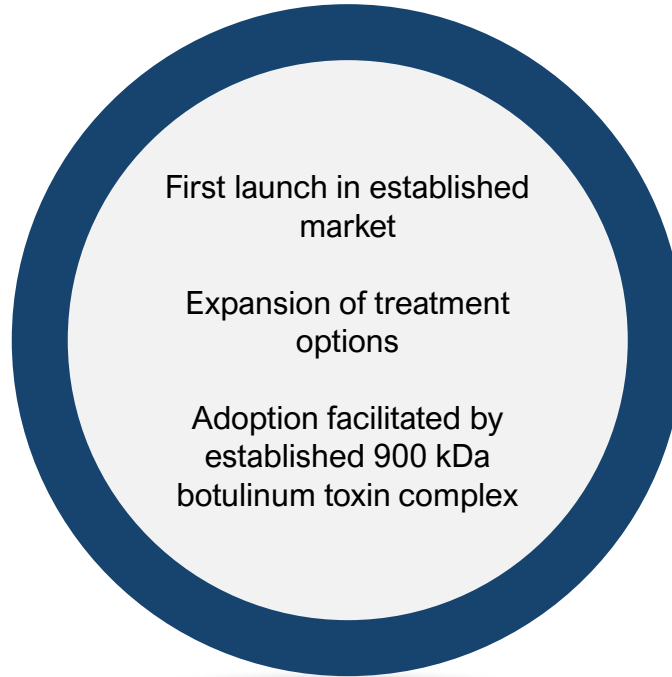 First launch in established
market
Expansion of treatment
options
Adoption facilitated by
established 900 kDa
botulinum toxin complex